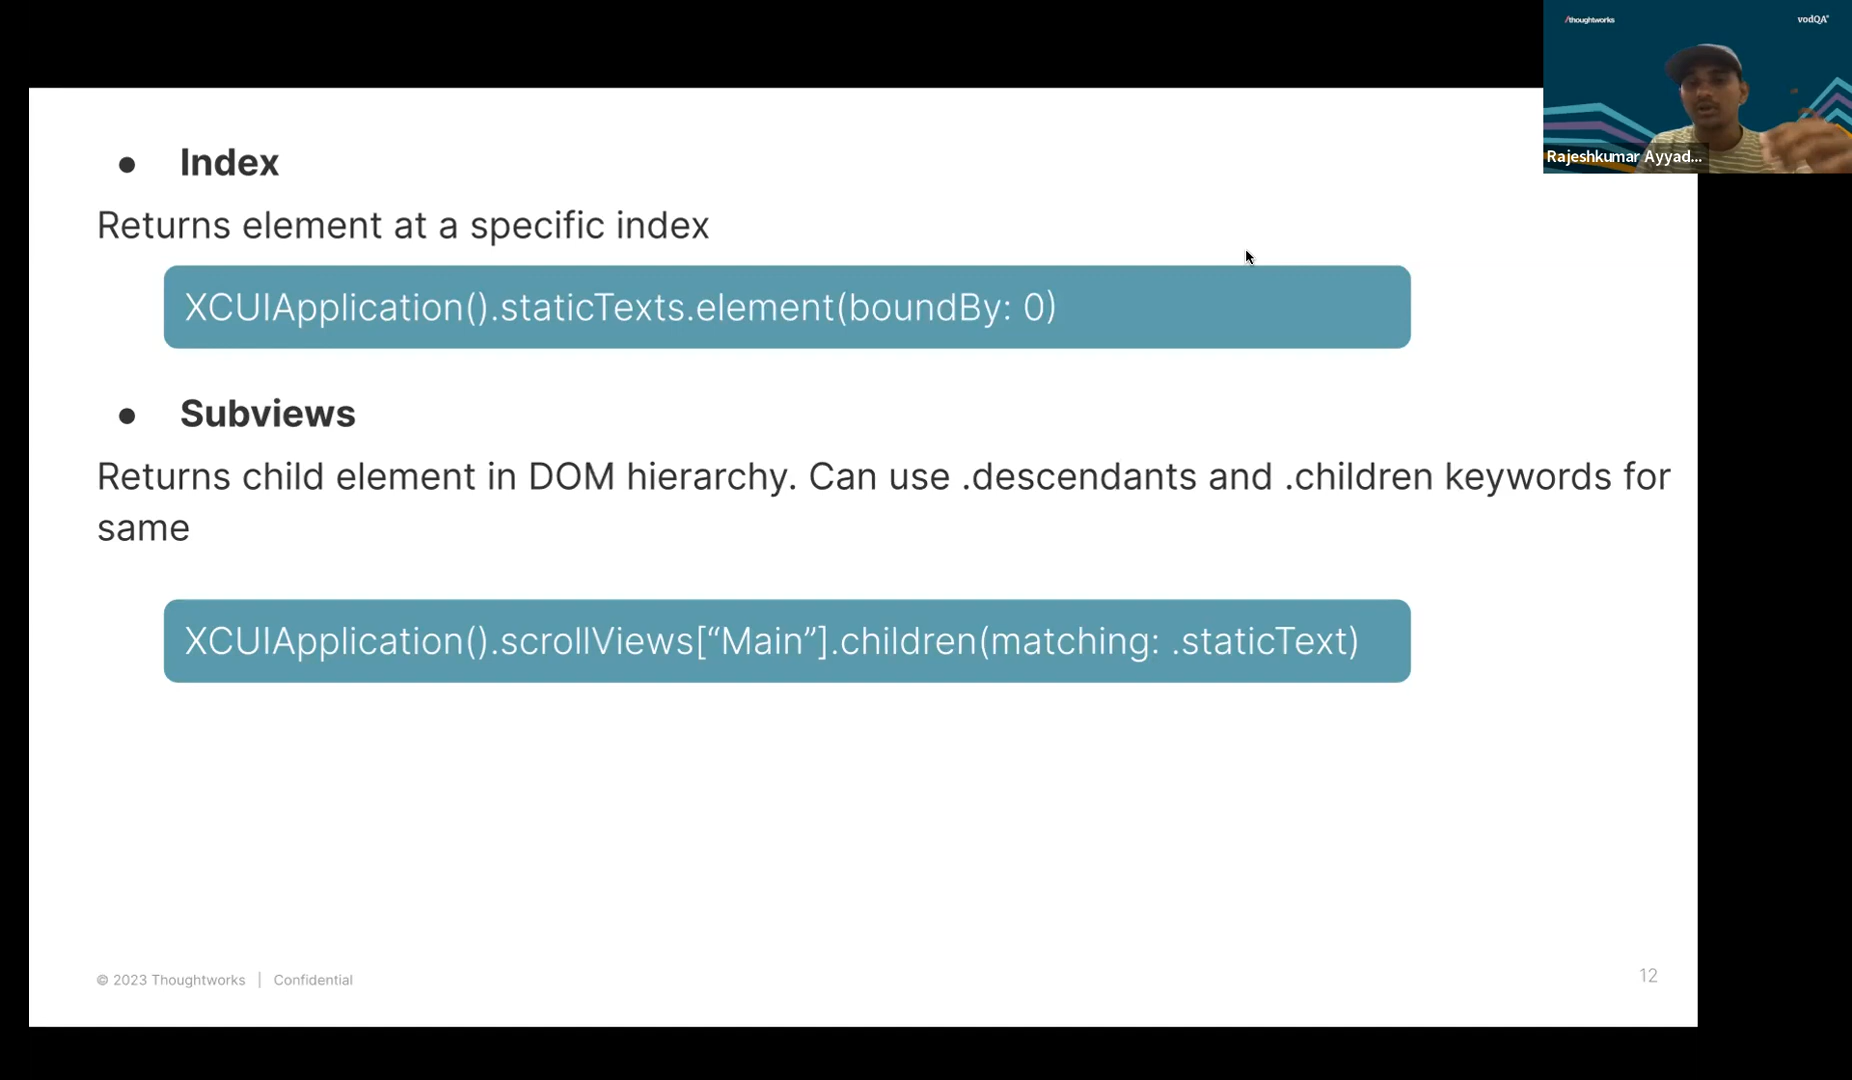 /thoughtworks
vodQA
Rajeshkumar Ayyad...
● Index
Returns element at a specific index
XCUIApplication().staticTexts.element(boundBy: 0)
● Subviews
Returns child element in DOM hierarchy. Can use .descendants and .children keywords for
same
XCUIApplication().scrollViews[“Main”].children(matching: .staticText)
© 2023 Thoughtworks | Confidential
12